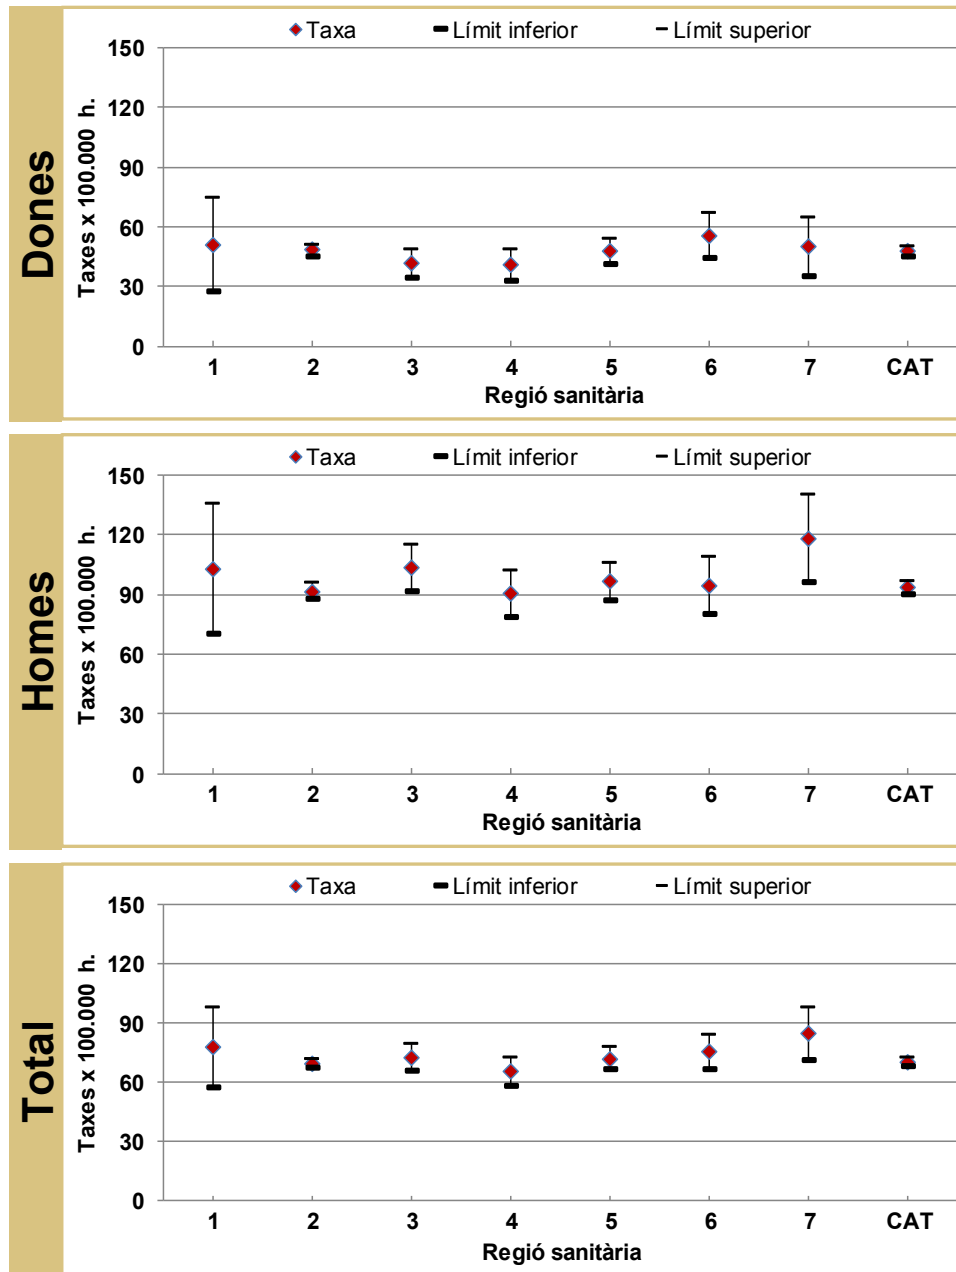 Dones
Taxa Límit inferior Límit superior
Taxes x 100.000 h.
150
120
90
60
30
0
1 2 3 4 5 6 7 CAT
Regió sanitària
Homes
Taxa Límit inferior Límit superior
Taxes x 100.000 h.
150
120
90
60
30
0
1 2 3 4 5 6 7 CAT
Regió sanitària
Total
Taxa Límit inferior Límit superior
Taxes x 100.000 h.
150
120
90
60
30
0
1 2 3 4 5 6 7 CAT
Regió sanitària